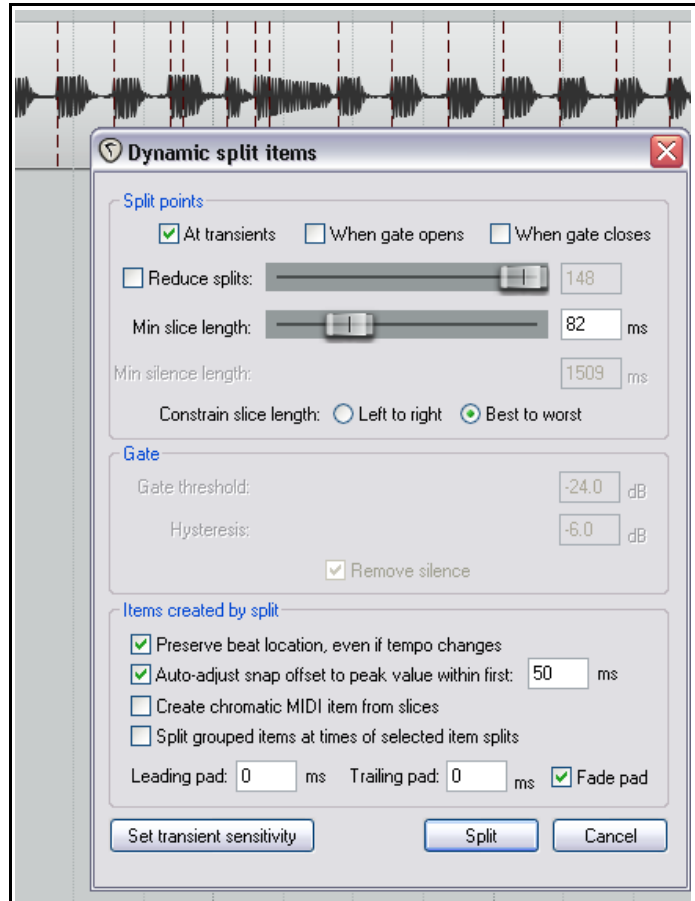 Dynamic split items
Split points
At transients When gate opens When gate closes
Reduce splits: 148
Min slice length: 82 ms
Min silence length: 1509 ms
Constrain slice length: Left to right Best to worst
Gate
Gate threshold: -24.0 dB
Hysteresis: -6.0 dB
Remove silence
Items created by split
Preserve beat location, even if tempo changes
Auto-adjust snap offset to peak value within first: 50 ms
Create chromatic MIDI item from slices
Split grouped items at times of selected item splits
Leading pad: 0 ms Trailing pad: 0 ms Fade pad
Set transient sensitivity Split Cancel